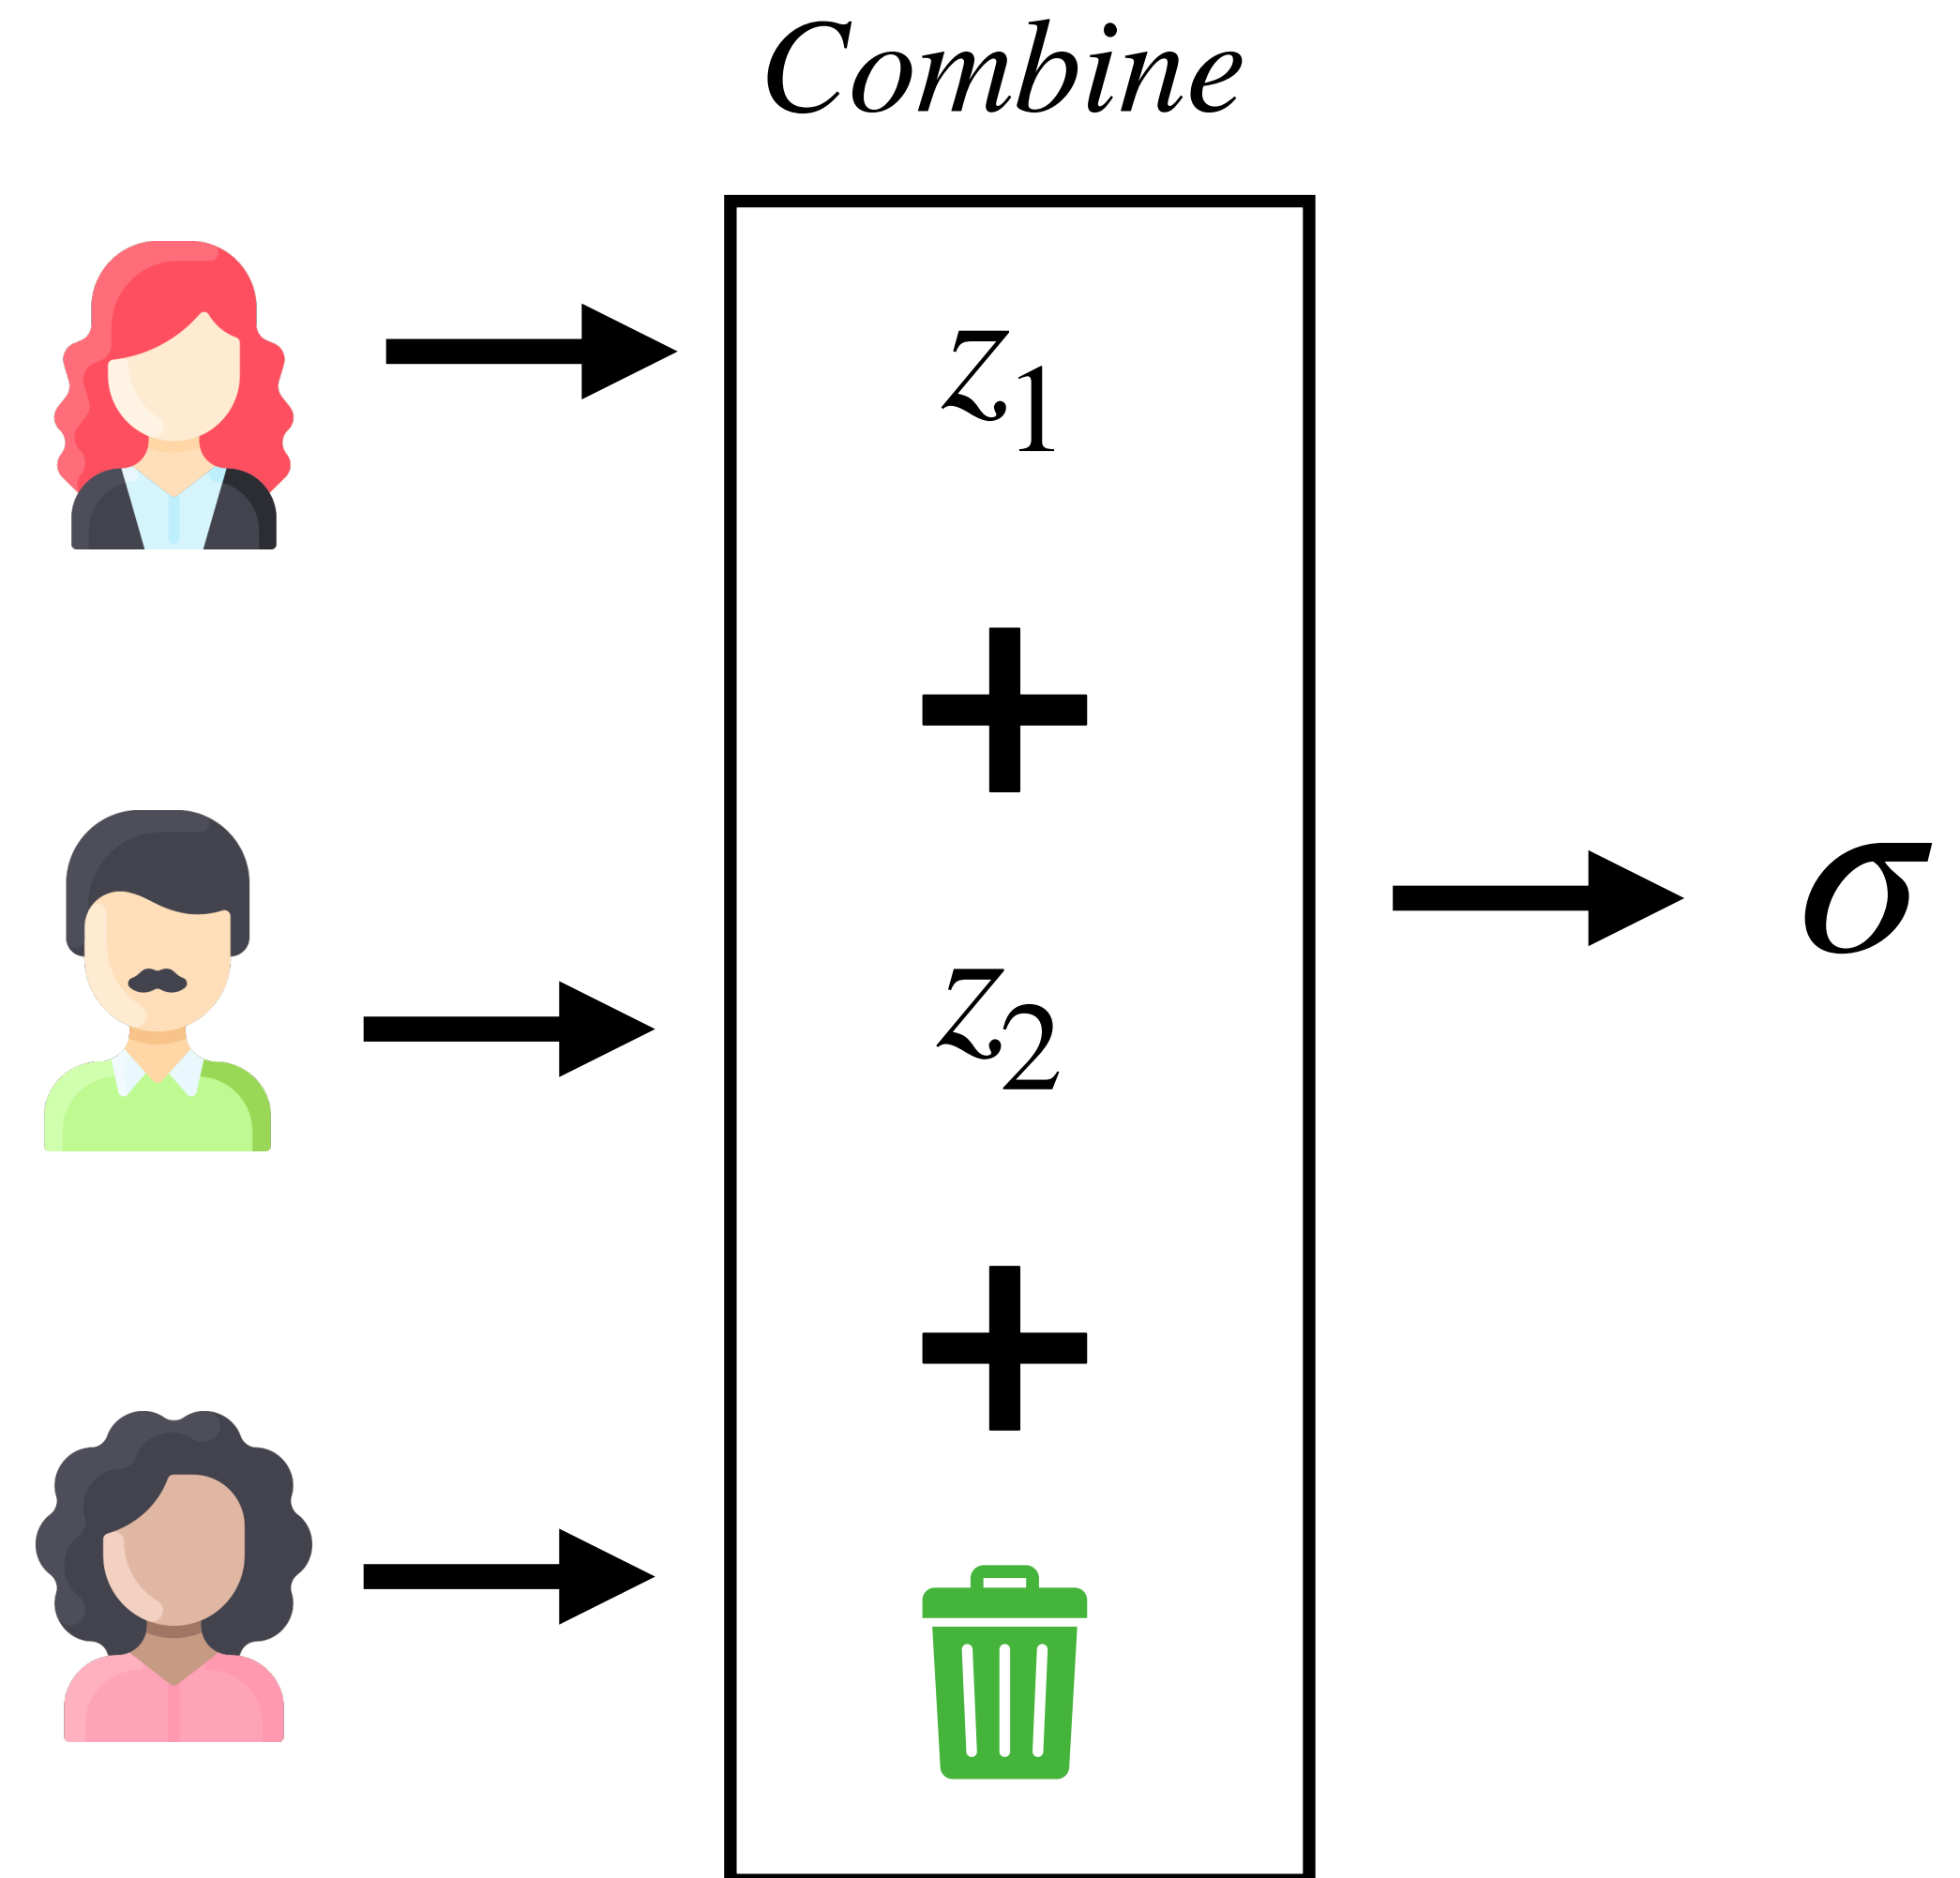 Combine
z₁
+
z₂
+
σ